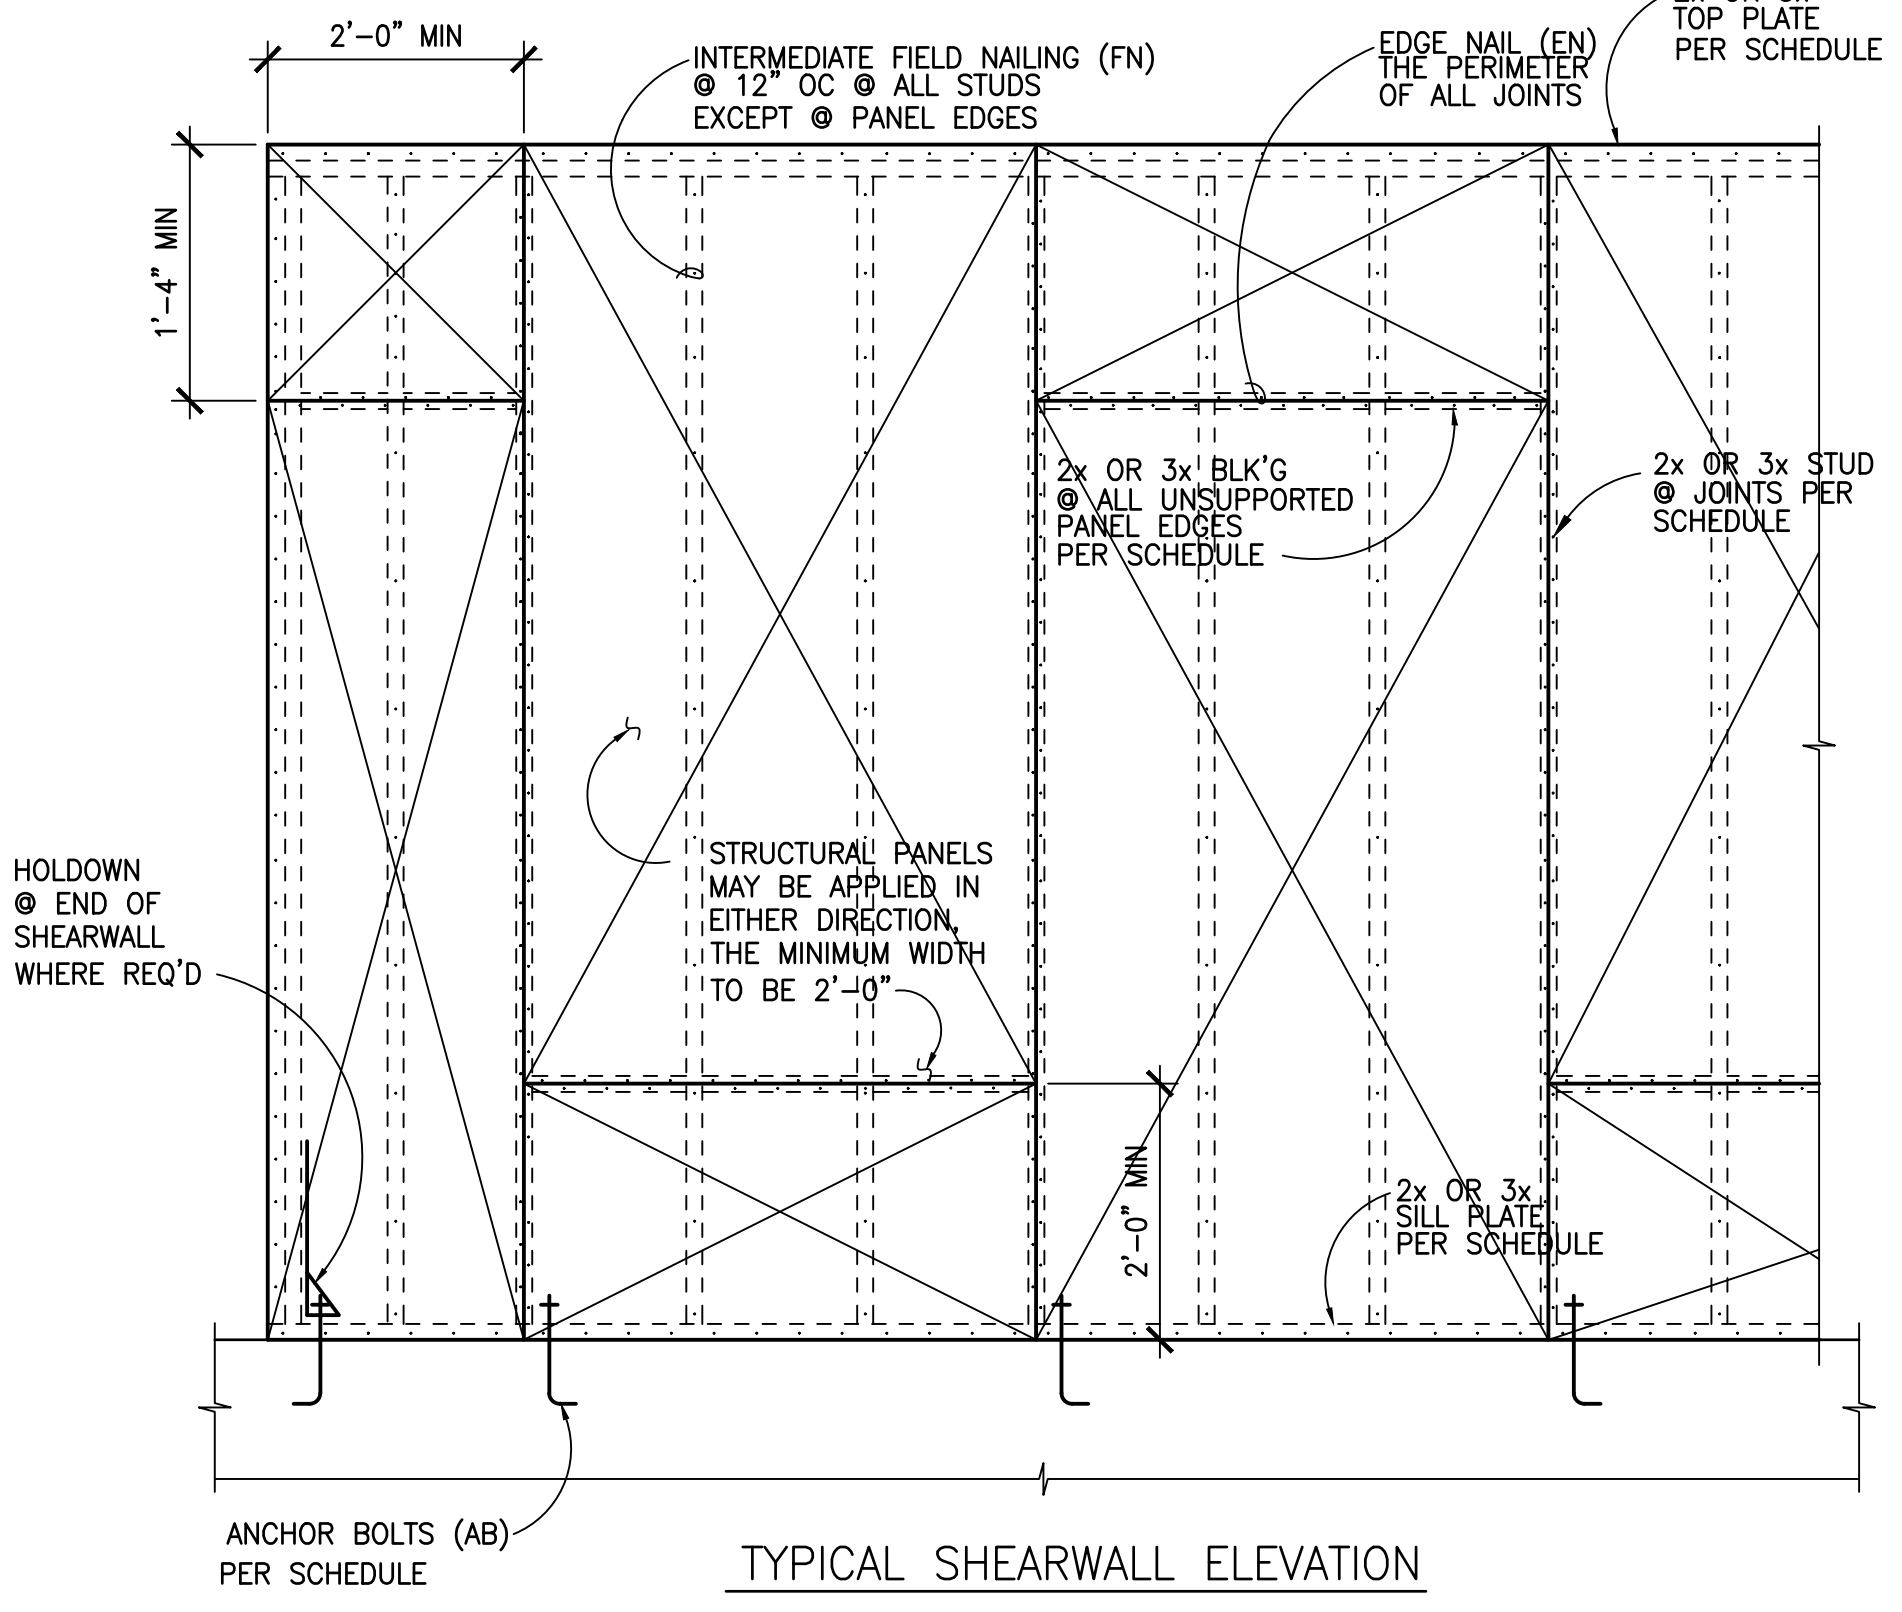 2'-0" MIN
INTERMEDIATE FIELD NAILING (FN)
@ 12" OC @ ALL STUDS
EXCEPT @ PANEL EDGES
EDGE NAIL (EN)
THE PERIMETER
OF ALL JOINTS
TOP PLATE
PER SCHEDULE
1'-4" MIN
2x OR 3x BLK'G
@ ALL UNSUPPORTED
PANEL EDGES
PER SCHEDULE
2x OR 3x STUD
@ JOINTS PER
SCHEDULE
HOLDOWN
@ END OF
SHEARWALL
WHERE REQ'D
STRUCTURAL PANELS
MAY BE APPLIED IN
EITHER DIRECTION,
THE MINIMUM WIDTH
TO BE 2'-0"
2'-0" MIN
2x OR 3x
SILL PLATE
PER SCHEDULE
ANCHOR BOLTS (AB)
PER SCHEDULE
TYPICAL SHEARWALL ELEVATION